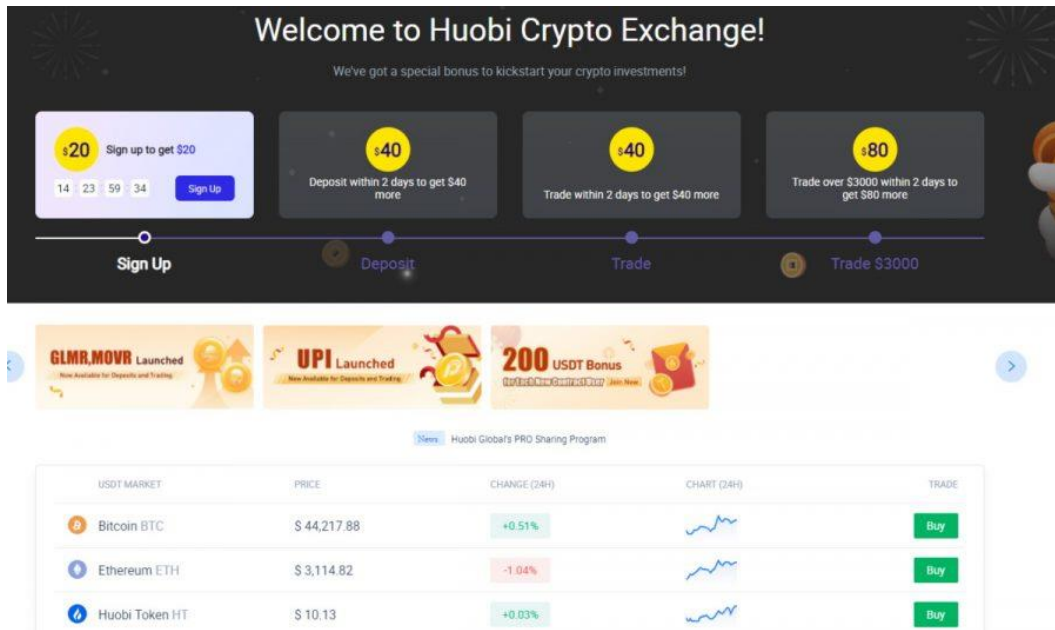 Welcome to Huobi Crypto Exchange!
We've got a special bonus to kickstart your crypto investments!
$20 Sign up to get $20
14 23 59 34 Sign Up
$40
Deposit within 2 days to get $40
more
$40
Trade within 2 days to get $40 more
$80
Trade over $3000 within 2 days to
get $80 more
Sign Up Deposit Trade Trade $3000
GLMR,MOVR Launched
Now Available for Deposits and Trading
UPI Launched
Now Available for Deposits and Trading
200 USDT Bonus
for Each New Contract User Join Now
News Huobi Global's PRO Sharing Program
USDT MARKET PRICE CHANGE (24H) CHART (24H) TRADE
Bitcoin BTC $ 44,217.88 +0.51% Buy
Ethereum ETH $ 3,114.82 -1.04% Buy
Huobi Token HT $ 10.13 +0.03% Buy